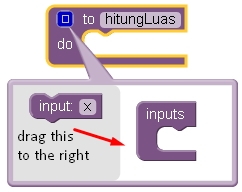 to hitungLuas
do
input: x
inputs
drag this
to the right